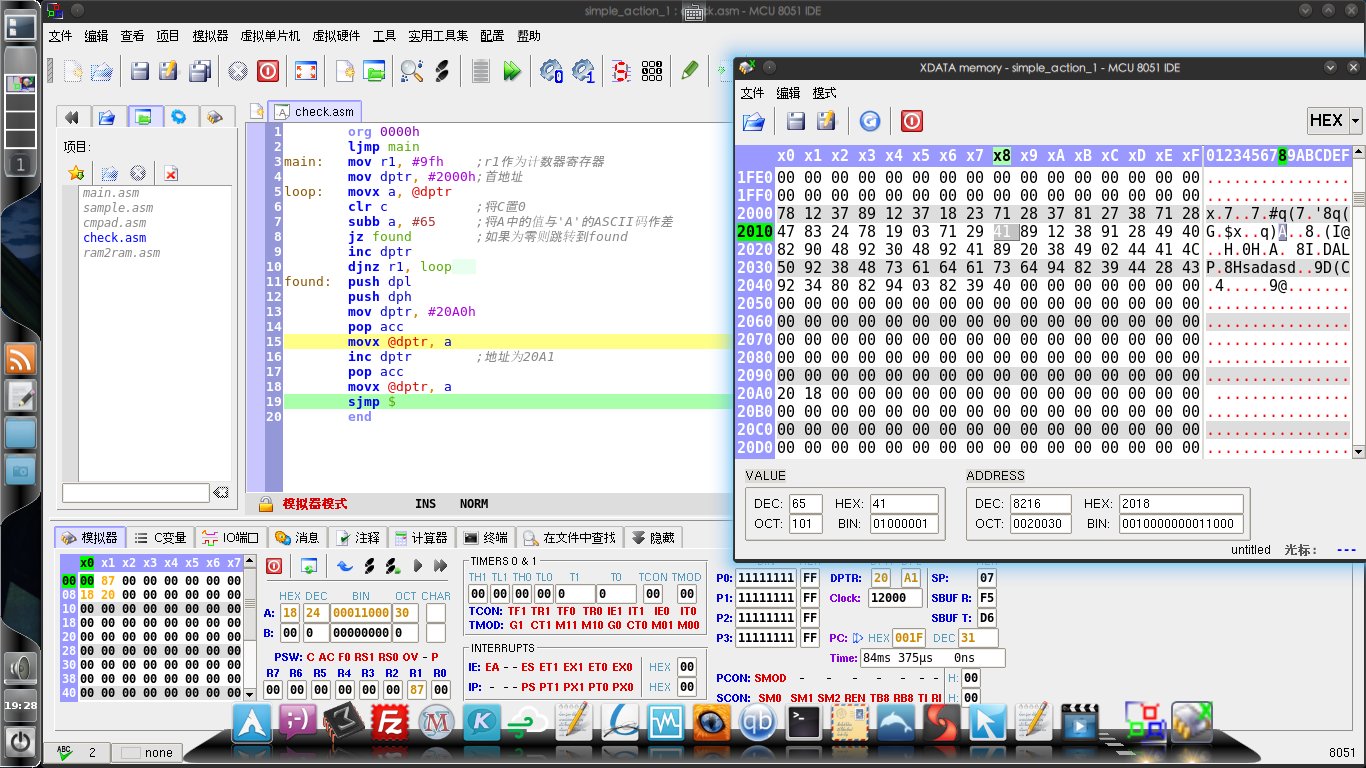 simple_action_1 : check.asm - MCU 8051 IDE
文件 编辑 查看 项目 模拟器 虚拟单片机 虚拟硬件 工具 实用工具集 配置 帮助
项目:
main.asm
sample.asm
cmpad.asm
check.asm
ram2ram.asm
check.asm
1 org 0000h
2 ljmp main
3 main: mov r1, #9fh ;r1作为计数器寄存器
4 mov dptr, #2000h;首地址
5 loop: movx a, @dptr
6 clr c ;将C置0
7 subb a, #65 ;将A中的值与'A'的ASCII码作差
8 jz found ;如果为零则跳转到found
9 inc dptr
10 djnz r1, loop
11 found: push dpl
12 push dph
13 mov dptr, #20A0h
14 pop acc
15 movx @dptr, a
16 inc dptr ;地址为20A1
17 pop acc
18 movx @dptr, a
19 sjmp $
20 end
模拟器模式 INS NORM
XDATA memory - simple_action_1 - MCU 8051 IDE
文件 编辑 模式
HEX
x0 x1 x2 x3 x4 x5 x6 x7 x8 x9 xA xB xC xD xE xF 0123456789ABCDEF
1FE0 00 00 00 00 00 00 00 00 00 00 00 00 00 00 00 00 ................
1FF0 00 00 00 00 00 00 00 00 00 00 00 00 00 00 00 00 ................
2000 78 12 37 89 12 37 18 23 71 28 37 81 27 38 71 28 x.7..7.#q(7.'8q(
2010 47 83 24 78 19 03 71 29 41 89 12 38 91 28 49 40 G.$x..q)A..8.(I@
2020 82 90 48 92 30 48 92 41 89 20 38 49 02 44 41 4C ..H.0H.A. 8I.DAL
2030 50 92 38 48 73 61 64 61 73 64 94 82 39 44 28 43 P.8Hsadasd..9D(C
2040 92 34 80 82 94 03 82 39 40 00 00 00 00 00 00 00 .4.....9@.......
2050 00 00 00 00 00 00 00 00 00 00 00 00 00 00 00 00 ................
2060 00 00 00 00 00 00 00 00 00 00 00 00 00 00 00 00 ................
2070 00 00 00 00 00 00 00 00 00 00 00 00 00 00 00 00 ................
2080 00 00 00 00 00 00 00 00 00 00 00 00 00 00 00 00 ................
2090 00 00 00 00 00 00 00 00 00 00 00 00 00 00 00 00 ................
20A0 20 18 00 00 00 00 00 00 00 00 00 00 00 00 00 00 ...............
20B0 00 00 00 00 00 00 00 00 00 00 00 00 00 00 00 00 ................
20C0 00 00 00 00 00 00 00 00 00 00 00 00 00 00 00 00 ................
20D0 00 00 00 00 00 00 00 00 00 00 00 00 00 00 00 00 ................
VALUE ADDRESS
DEC: 65 HEX: 41 DEC: 8216 HEX: 2018
OCT: 101 BIN: 01000001 OCT: 0020030 BIN: 0010000000011000
untitled 光标: ---
模拟器 C变量 IO端口 消息 注释 计算器 终端 在文件中查找 隐藏
x0 x1 x2 x3 x4 x5 x6 x7
00 00 87 00 00 00 00 00 00
08 18 20 00 00 00 00 00 00
10 00 00 00 00 00 00 00 00
18 00 00 00 00 00 00 00 00
20 00 00 00 00 00 00 00 00
28 00 00 00 00 00 00 00 00
30 00 00 00 00 00 00 00 00
38 00 00 00 00 00 00 00 00
40 00 00 00 00 00 00 00 00
HEX DEC BIN OCT CHAR
A: 18 24 00011000 30
B: 00 0 00000000 0
PSW: C AC F0 RS1 RS0 OV - P
R7 R6 R5 R4 R3 R2 R1 R0
00 00 00 00 00 00 87 00
TIMERS 0 & 1
TH1 TL1 TH0 TL0 T1 T0 TCON TMOD
00 00 00 00 0 0 00 00
TCON: TF1 TR1 TF0 TR0 IE1 IT1 IE0 IT0
TMOD: G1 CT1 M11 M10 G0 CT0 M01 M00
INTERRUPTS
IE: EA - - ES ET1 EX1 ET0 EX0 HEX 00
IP: - - - PS PT1 PX1 PT0 PX0 HEX 00
P0: 11111111 FF DPTR: 20 A1 SP: 07
P1: 11111111 FF Clock: 12000 SBUF R: F5
P2: 11111111 FF SBUF T: D6
P3: 11111111 FF PC: HEX 001F DEC 31
Time: 84ms 375µs 0ns
PCON: SMOD - - - - - - - H: 00
SCON: SM0 SM1 SM2 REN TB8 RB8 TI RI H: 00
1
19:28
ABC 2 none 8051